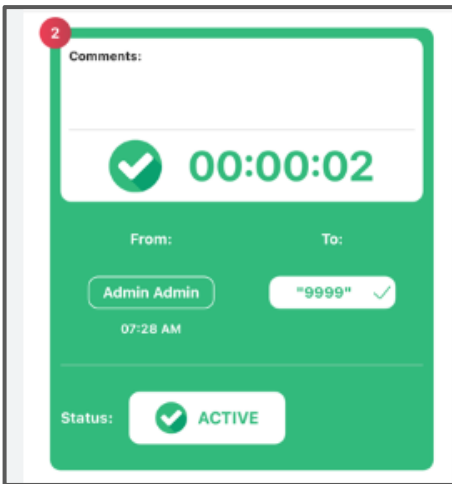 2
Comments:
00:00:02
From: To:
Admin Admin "9999"
07:28 AM
Status: ACTIVE